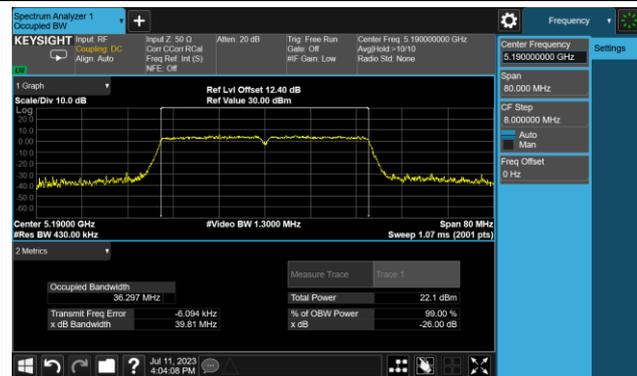 Spectrum Analyzer 1
Occupied BW
Frequency
KEYSIGHT
Input: RF
Coupling: DC
Align: Auto
Input Z: 50 Ω
Corr CCorr RCal
Freq Ref: Int (S)
NFE: Off
Atten: 20 dB
Trig: Free Run
Gate: Off
#IF Gain: Low
Center Freq: 5.190000000 GHz
Avg|Hold:>10/10
Radio Std: None
Center Frequency
5.190000000 GHz
Settings
Span
80.000 MHz
CF Step
8.000000 MHz
Auto
Man
Freq Offset
0 Hz
1 Graph
Scale/Div 10.0 dB
Ref Lvl Offset 12.40 dB
Ref Value 30.00 dBm
Log
20.0
10.0
0.00
-10.0
-20.0
-30.0
-40.0
-50.0
-60.0
Center 5.19000 GHz
#Res BW 430.00 kHz
#Video BW 1.3000 MHz
Span 80 MHz
Sweep 1.07 ms (2001 pts)
2 Metrics
Measure Trace
Trace 1
Occupied Bandwidth
36.297 MHz
Total Power
22.1 dBm
Transmit Freq Error
-6.094 kHz
% of OBW Power
99.00 %
x dB Bandwidth
39.81 MHz
x dB
-26.00 dB
Jul 11, 2023
4:04:08 PM